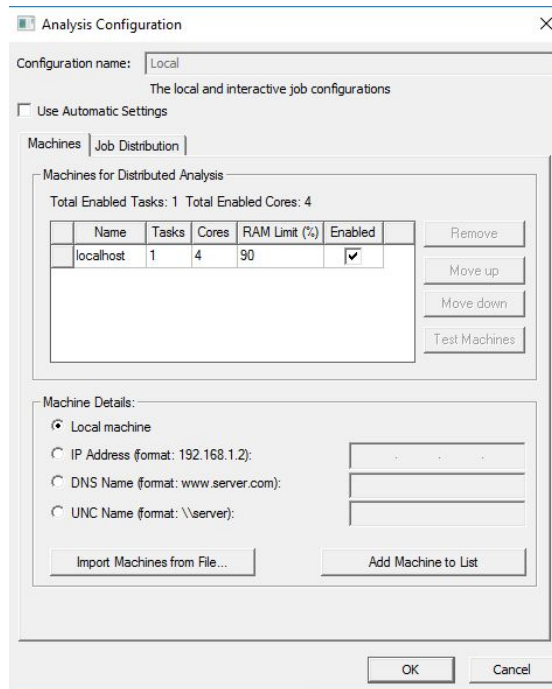 Analysis Configuration
Configuration name: Local
The local and interactive job configurations
Use Automatic Settings
Machines Job Distribution
Machines for Distributed Analysis
Total Enabled Tasks: 1 Total Enabled Cores: 4
Name Tasks Cores RAM Limit (%) Enabled
localhost 1 4 90
Remove
Move up
Move down
Test Machines
Machine Details:
Local machine
IP Address (format: 192.168.1.2):
DNS Name (format: www.server.com):
UNC Name (format: \\server):
Import Machines from File... Add Machine to List
OK Cancel